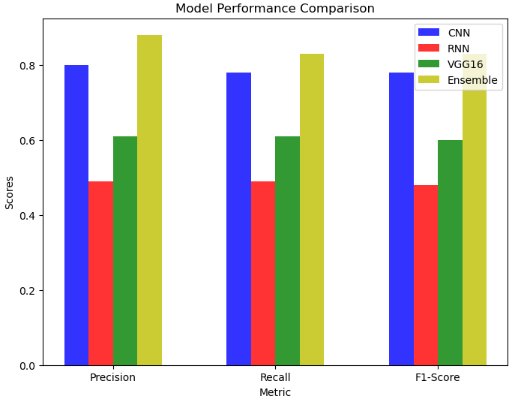 Model Performance Comparison
CNN
RNN
VGG16
Ensemble
Scores
0.8
0.6
0.4
0.2
0.0
Precision
Recall
F1-Score
Metric